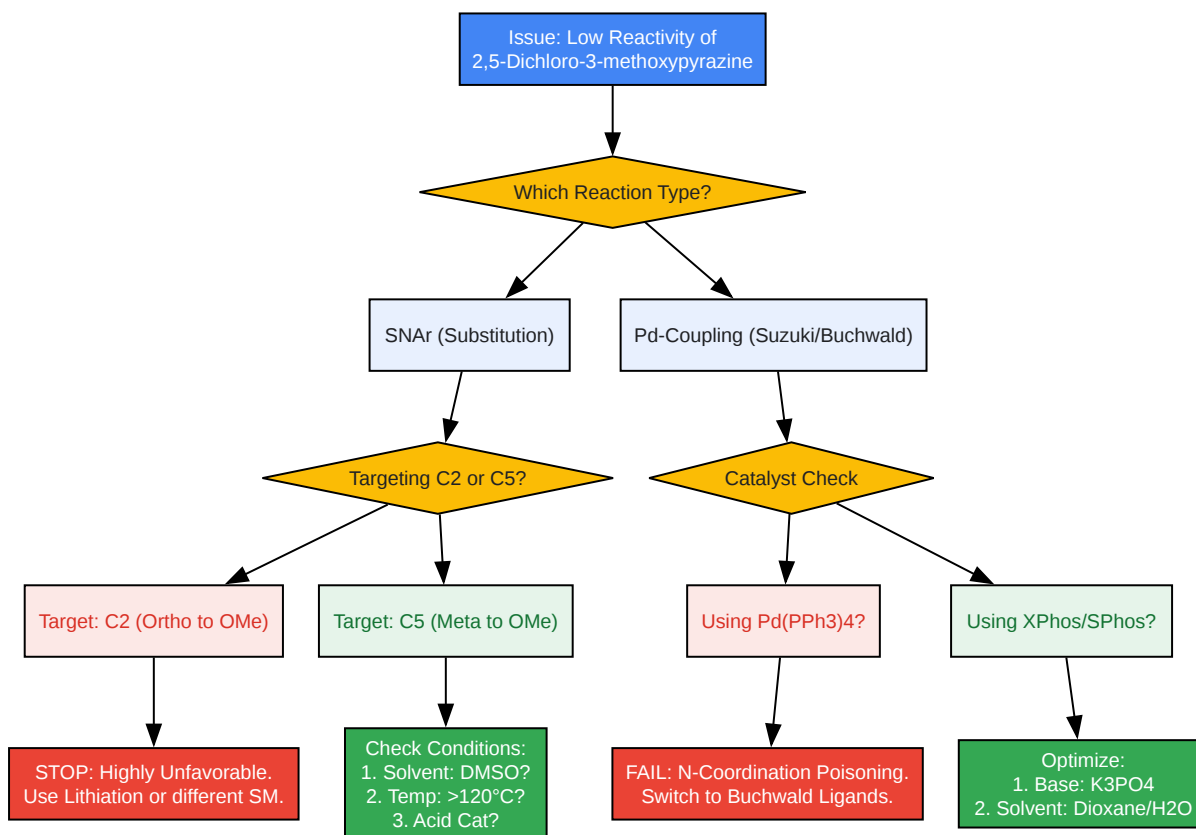 Issue: Low Reactivity of
2,5-Dichloro-3-methoxypyrazine
Which Reaction Type?
SNAr (Substitution)
Pd-Coupling (Suzuki/Buchwald)
Targeting C2 or C5?
Catalyst Check
Target: C2 (Ortho to OMe)
Target: C5 (Meta to OMe)
Using Pd(PPh3)4?
Using XPhos/SPhos?
STOP: Highly Unfavorable.
Use Lithiation or different SM.
Check Conditions:
1. Solvent: DMSO?
2. Temp: >120°C?
3. Acid Cat?
FAIL: N-Coordination Poisoning.
Switch to Buchwald Ligands.
Optimize:
1. Base: K3PO4
2. Solvent: Dioxane/H2O